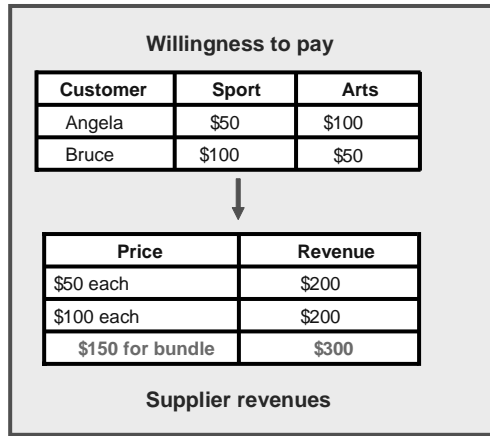 Willingness to pay
Customer Sport Arts
Angela $50 $100
Bruce $100 $50
Price Revenue
$50 each $200
$100 each $200
$150 for bundle $300
Supplier revenues